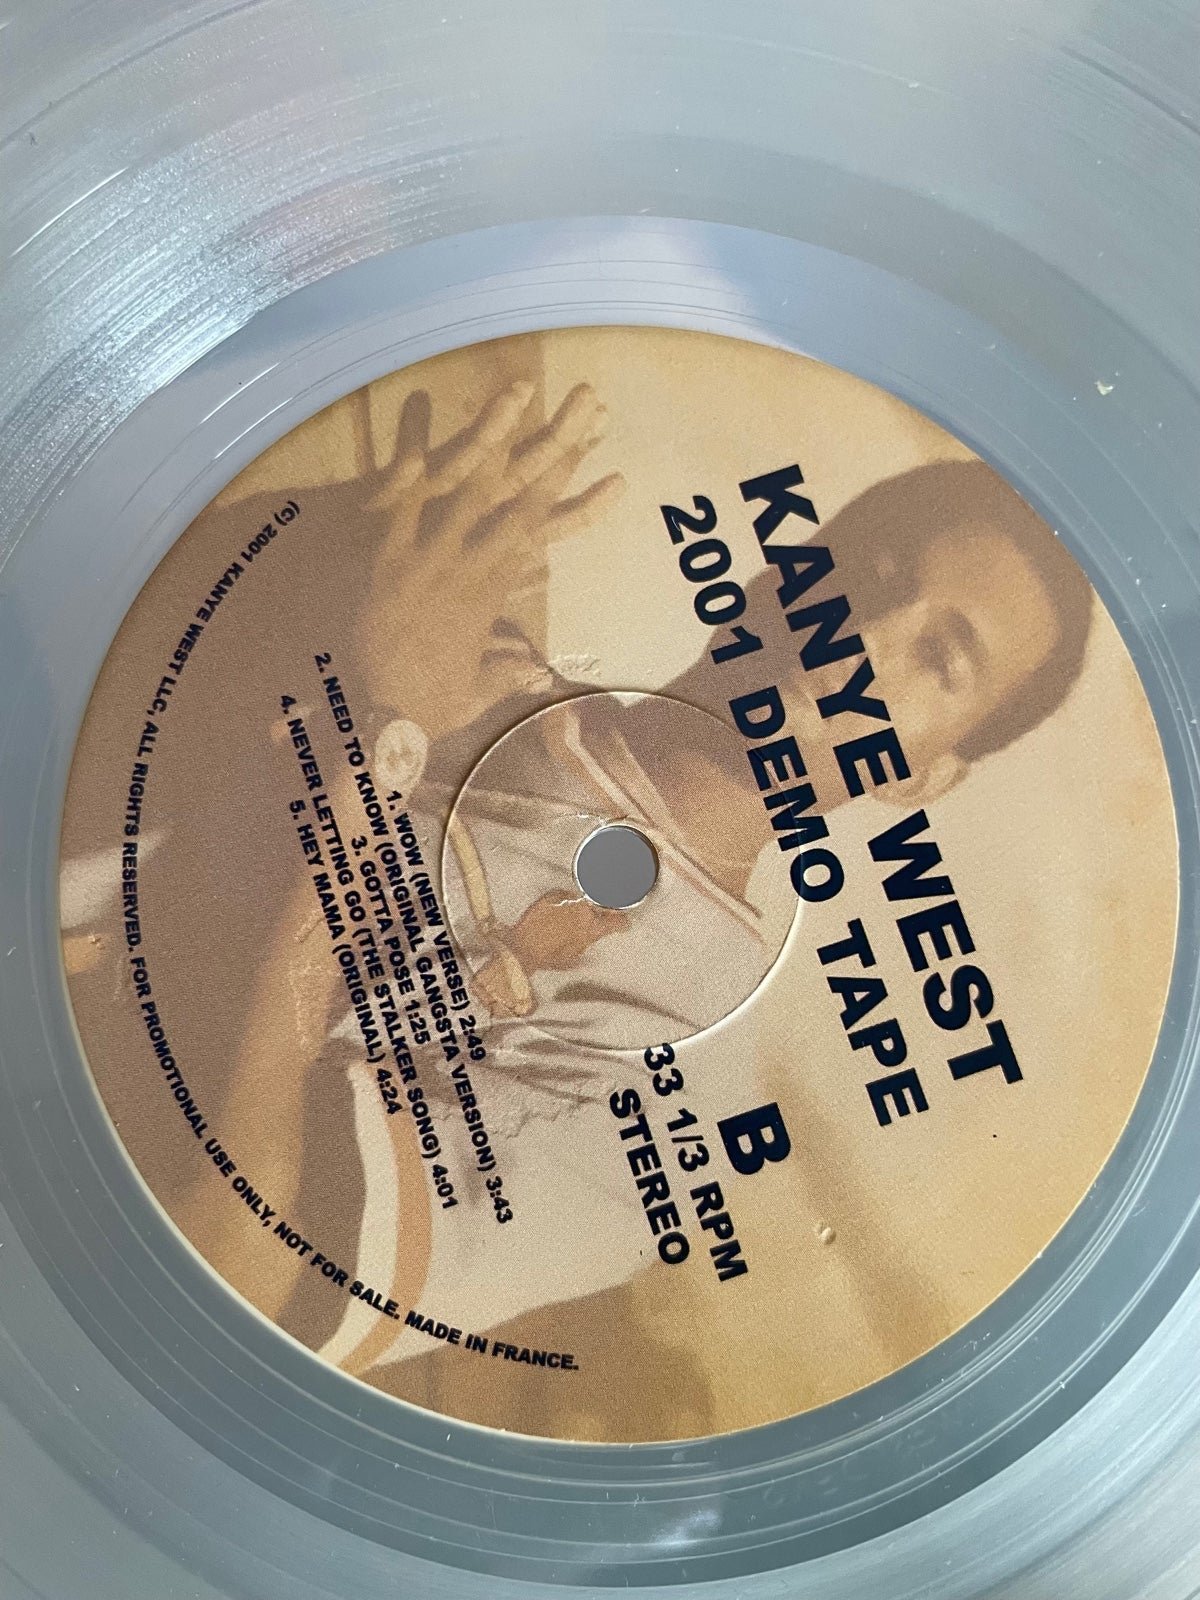 KANYE WEST
2001 DEMO TAPE
B
33 1/3 RPM
STEREO
1. WOW (NEW VERSE) 2:49
2. NEED TO KNOW (ORIGINAL GANGSTA VERSION) 3:43
3. GOTTA POSE 1:25
4. NEVER LETTING GO (THE STALKER SONG) 4:01
5. HEY MAMA (ORIGINAL) 4:24
(C) 2001 KANYE WEST LLC, ALL RIGHTS RESERVED. FOR PROMOTIONAL USE ONLY, NOT FOR SALE. MADE IN FRANCE.